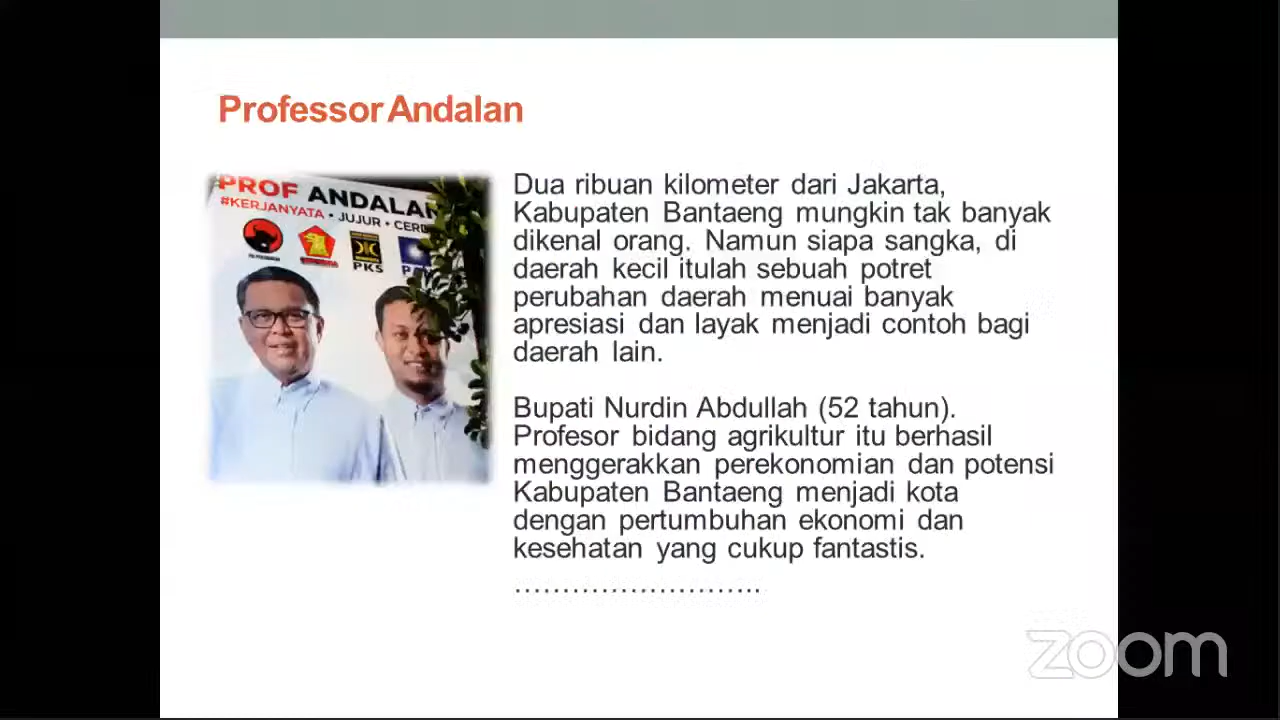 Professor Andalan
PROF ANDALAN
#KERJANYATA • JUJUR •
PKS
Dua ribuan kilometer dari Jakarta,
Kabupaten Bantaeng mungkin tak banyak
dikenal orang. Namun siapa sangka, di
daerah kecil itulah sebuah potret
perubahan daerah menuai banyak
apresiasi dan layak menjadi contoh bagi
daerah lain.
Bupati Nurdin Abdullah (52 tahun).
Profesor bidang agrikultur itu berhasil
menggerakkan perekonomian dan potensi
Kabupaten Bantaeng menjadi kota
dengan pertumbuhan ekonomi dan
kesehatan yang cukup fantastis.
..........................
zoom